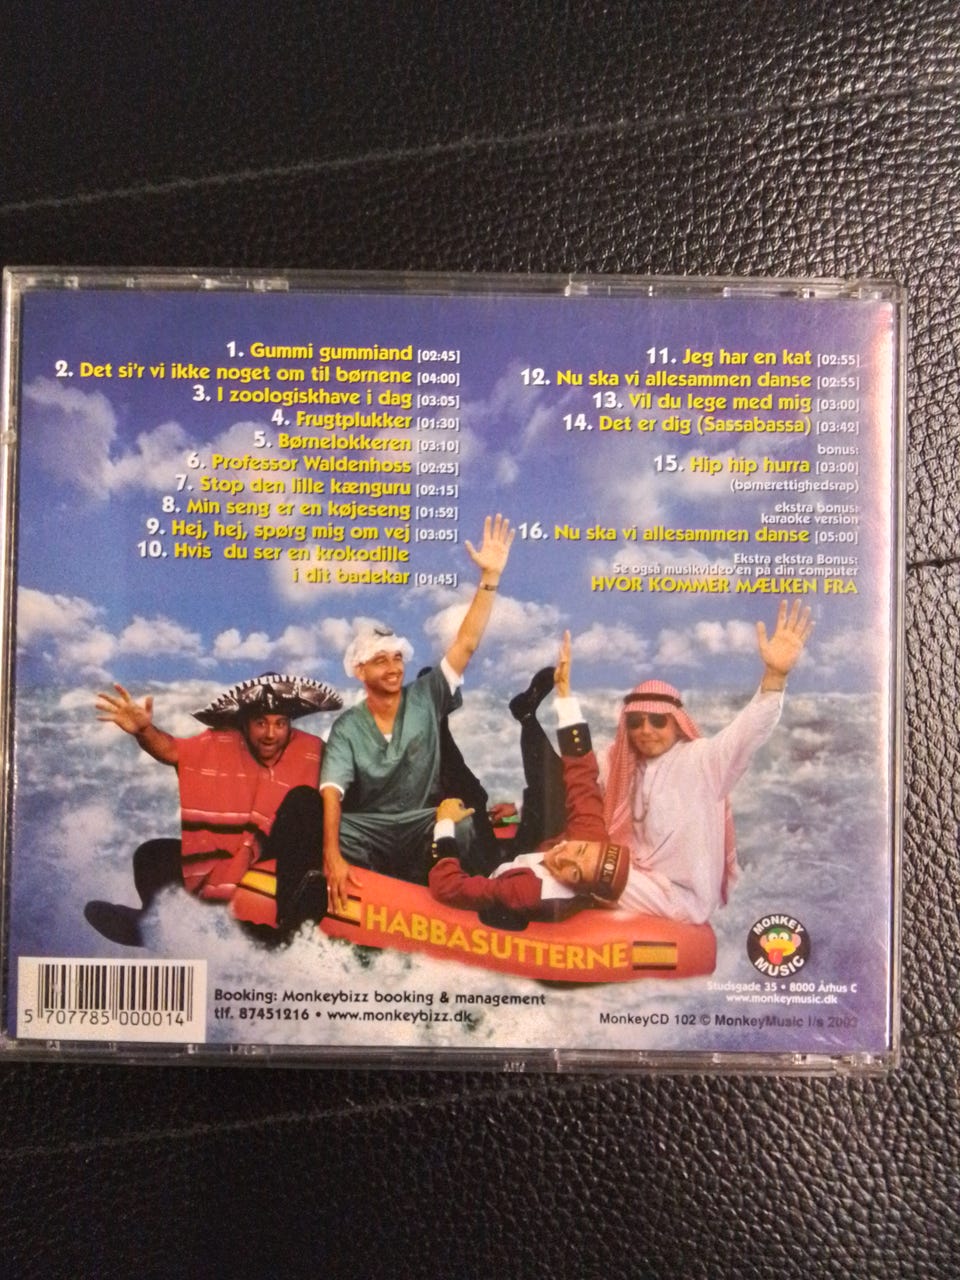 1. Gummi gummiand [02:45]
2. Det si'r vi ikke noget om til børnene [04:00]
3. I zoologiskhave i dag [03:05]
4. Frugtplukker [01:30]
5. Børnelokkeren [03:10]
6. Professor Waldenhoss [02:25]
7. Stop den lille kænguru [02:15]
8. Min seng er en køjeseng [01:52]
9. Hej, hej, spørg mig om vej [03:05]
10. Hvis du ser en krokodille
i dit badekar [01:45]
11. Jeg har en kat [02:55]
12. Nu ska vi allesammen danse [02:55]
13. Vil du lege med mig [03:00]
14. Det er dig (Sassabassa) [03:42]
bonus:
15. Hip hip hurra [03:00]
(børnerettighedsrap)
ekstra bonus:
karaoke version
16. Nu ska vi allesammen danse [05:00]
Ekstra ekstra Bonus:
Se også musikvideo'en på din computer
HVOR KOMMER MÆLKEN FRA
HABBASUTTERNE
MONKEY
MUSIC
Studsgade 35 • 8000 Århus C
www.monkeymusic.dk
5 707785 000014
Booking: Monkeybizz booking & management
tlf. 87451216 • www.monkeybizz.dk
MonkeyCD 102 © MonkeyMusic I/s